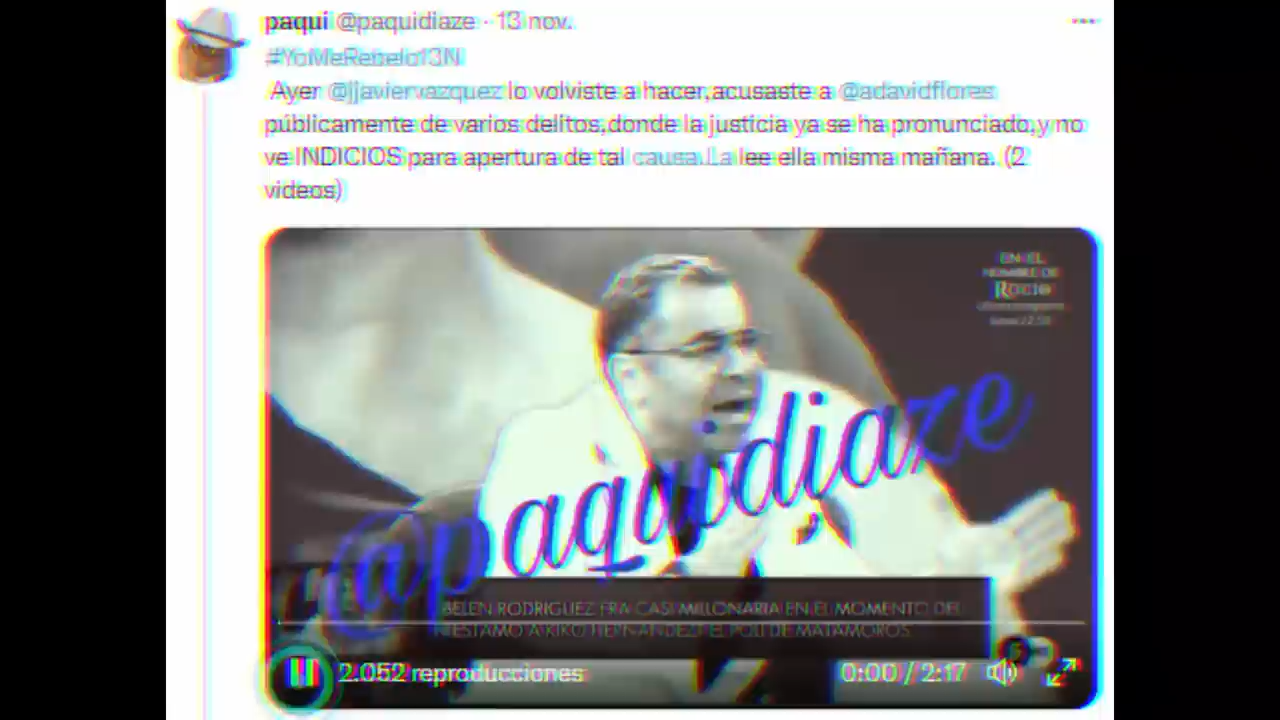 paqui @paquidiaze · 13 nov.
#YoMeRebelo13N
Ayer @jjaviervazquez lo volviste a hacer,acusaste a @adavidflores
públicamente de varios delitos,donde la justicia ya se ha pronunciado,y no
ve INDICIOS para apertura de tal causa.La lee ella misma mañana. (2
videos)
EN EL
NOMBRE DE
ROCÍO
@paquidiaze
BELEN RODRIGUEZ ERA CASI MILLONARIA EN EL MOMENTO DEL
A KIKO HERNANDEZ EL POLI DE MATAMOROS
2.052 reproducciones
0:00 / 2:17